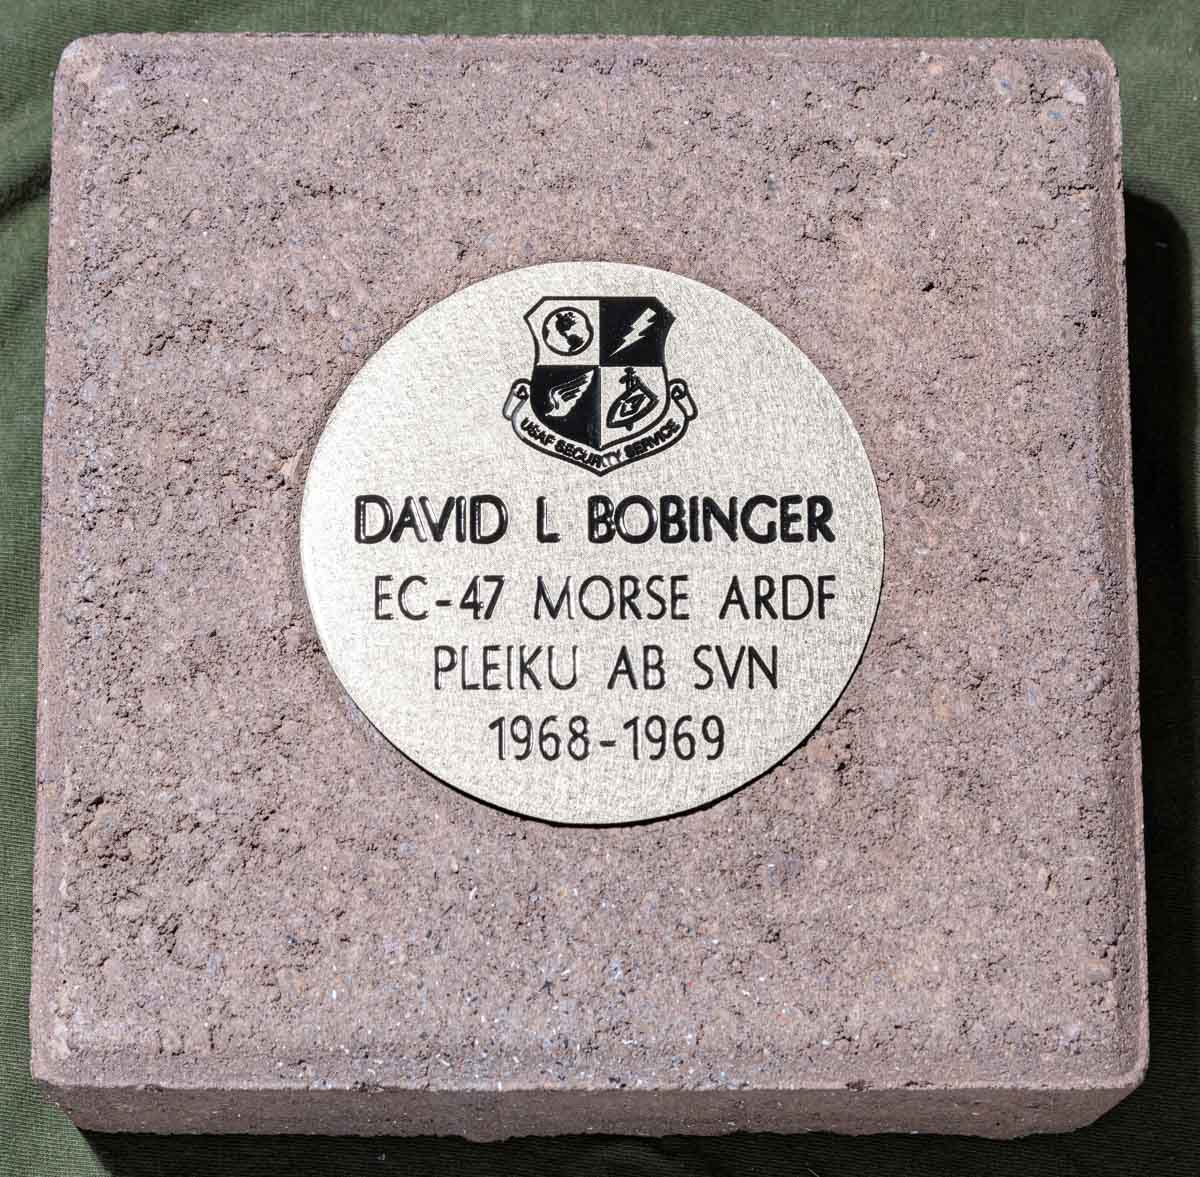 USAF SECURITY SERVICE
DAVID L BOBINGER
EC-47 MORSE ARDF
PLEIKU AB SVN
1968-1969